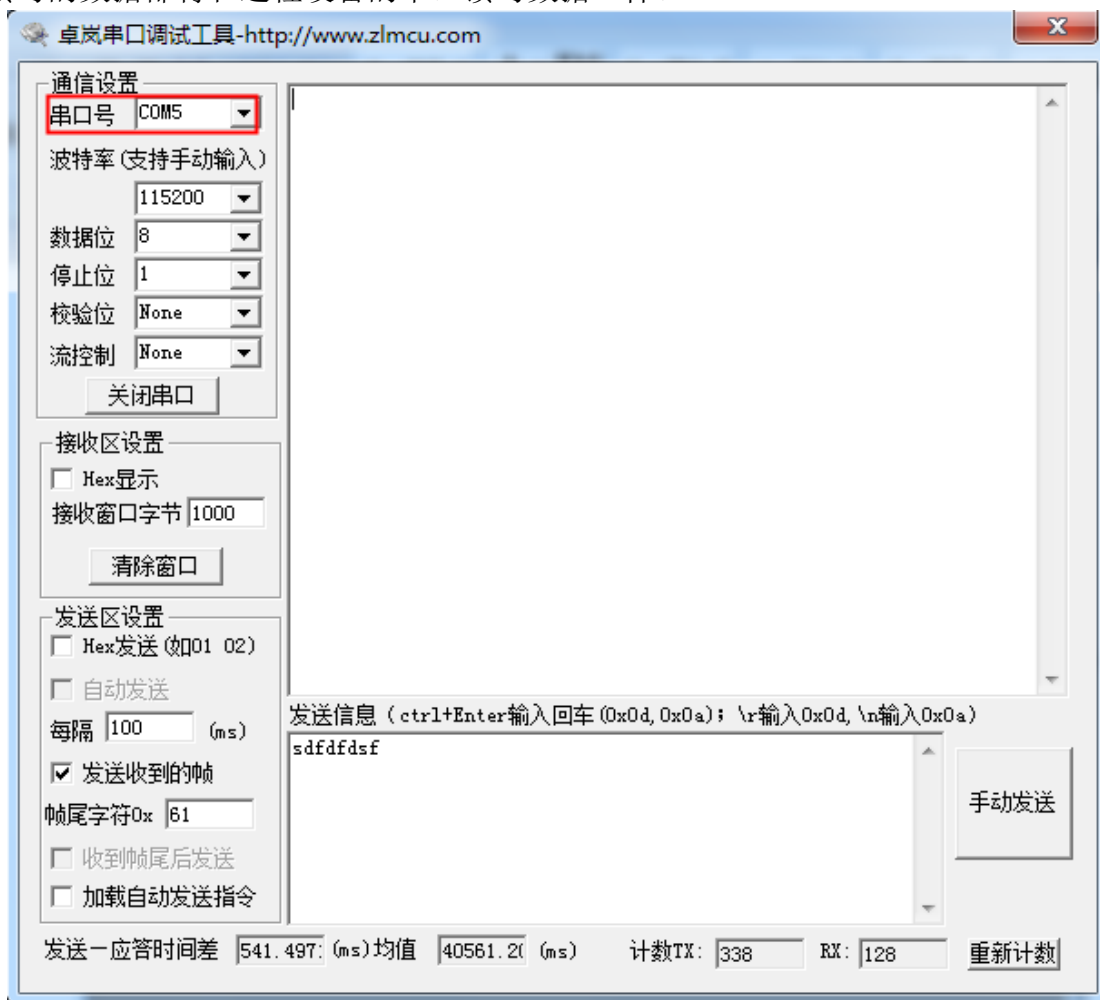 卓岚串口调试工具-http://www.zlmcu.com
通信设置
串口号 COM5
波特率(支持手动输入)
115200
数据位 8
停止位 1
校验位 None
流控制 None
关闭串口
接收区设置
Hex显示
接收窗口字节 1000
清除窗口
发送区设置
Hex发送(如01 02)
自动发送
每隔 100 (ms)
发送收到的帧
帧尾字符0x 61
收到帧尾后发送
加载自动发送指令
发送信息（ctrl+Enter输入回车(0x0d,0x0a)；\r输入0x0d,\n输入0x0a）
sdfdfdsf
手动发送
发送一应答时间差 541.497 (ms)均值 40561.2 (ms) 计数TX: 338 RX: 128 重新计数